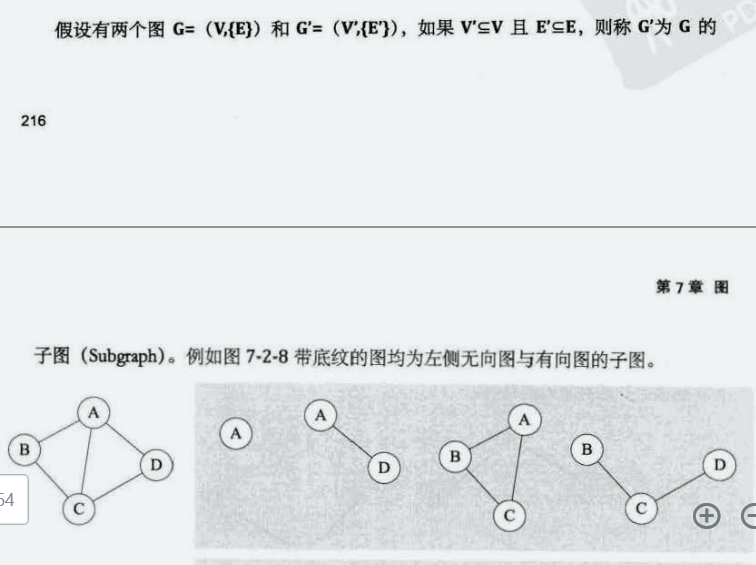 假设有两个图 G=（V,{E}）和 G'=（V',{E'}），如果 V'⊆V 且 E'⊆E，则称 G'为 G 的
216
第 7 章 图
子图（Subgraph）。例如图 7-2-8 带底纹的图均为左侧无向图与有向图的子图。
A
B
D
C
A
A
D
A
B
C
B
D
C
54